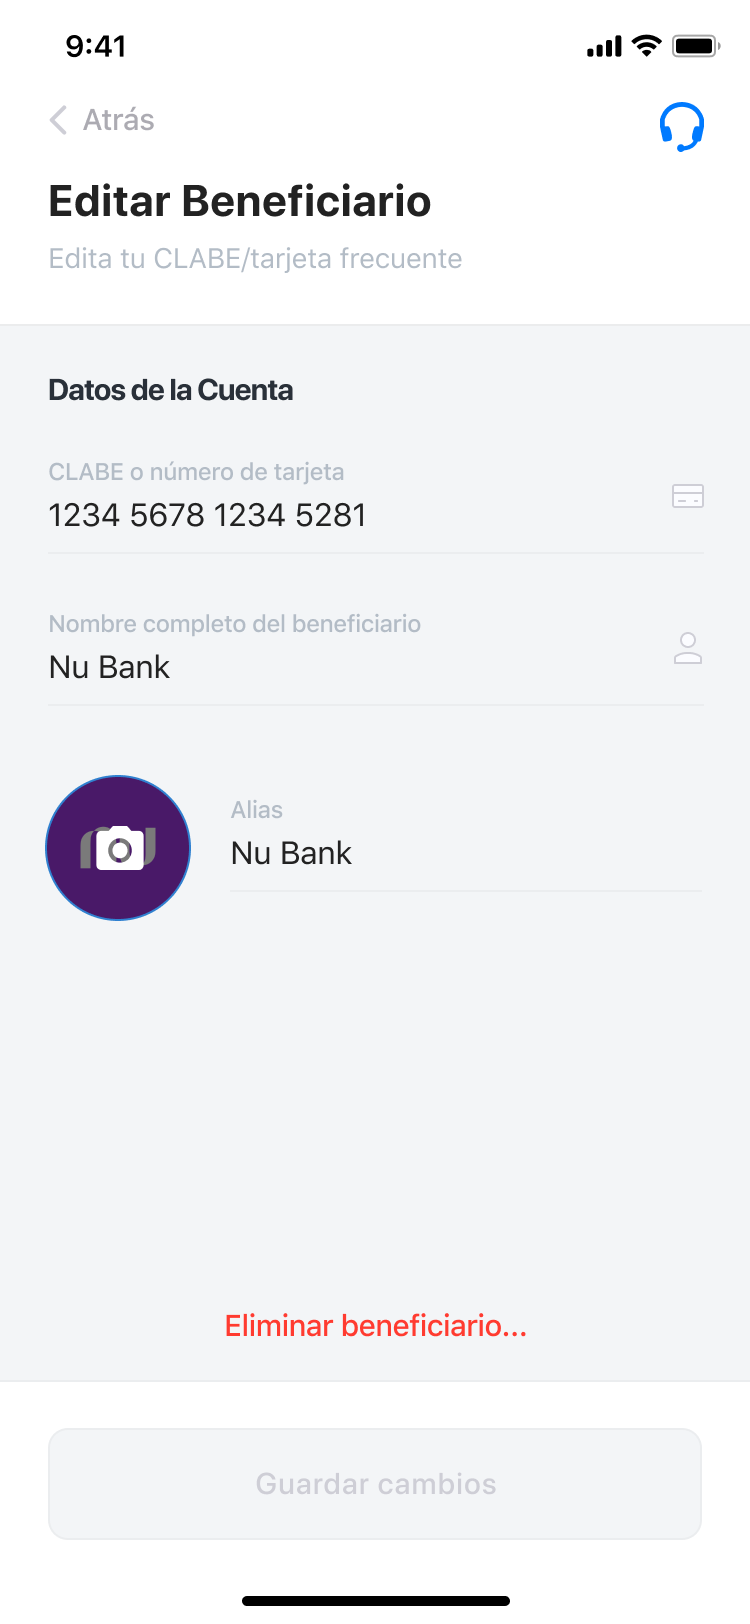 9:41
Atrás
Editar Beneficiario
Edita tu CLABE/tarjeta frecuente
Datos de la Cuenta
CLABE o número de tarjeta
1234 5678 1234 5281
Nombre completo del beneficiario
Nu Bank
Alias
Nu Bank
Eliminar beneficiario...
Guardar cambios